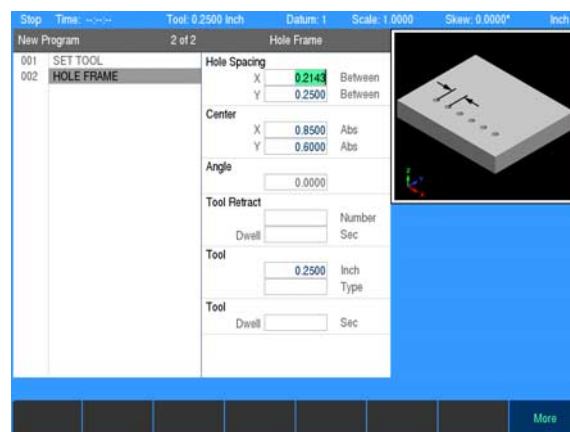 Stop Time: --:--:-- Tool: 0.2500 Inch Datum: 1 Scale: 1.0000 Skew: 0.0000° Inch
New Program 2 of 2 Hole Frame
001 SET TOOL
002 HOLE FRAME
Hole Spacing
X 0.2143 Between
Y 0.2500 Between
Center
X 0.8500 Abs
Y 0.6000 Abs
Angle
0.0000
Tool Retract
Number
Dwell Sec
Tool
0.2500 Inch
Type
Tool
Dwell Sec
More